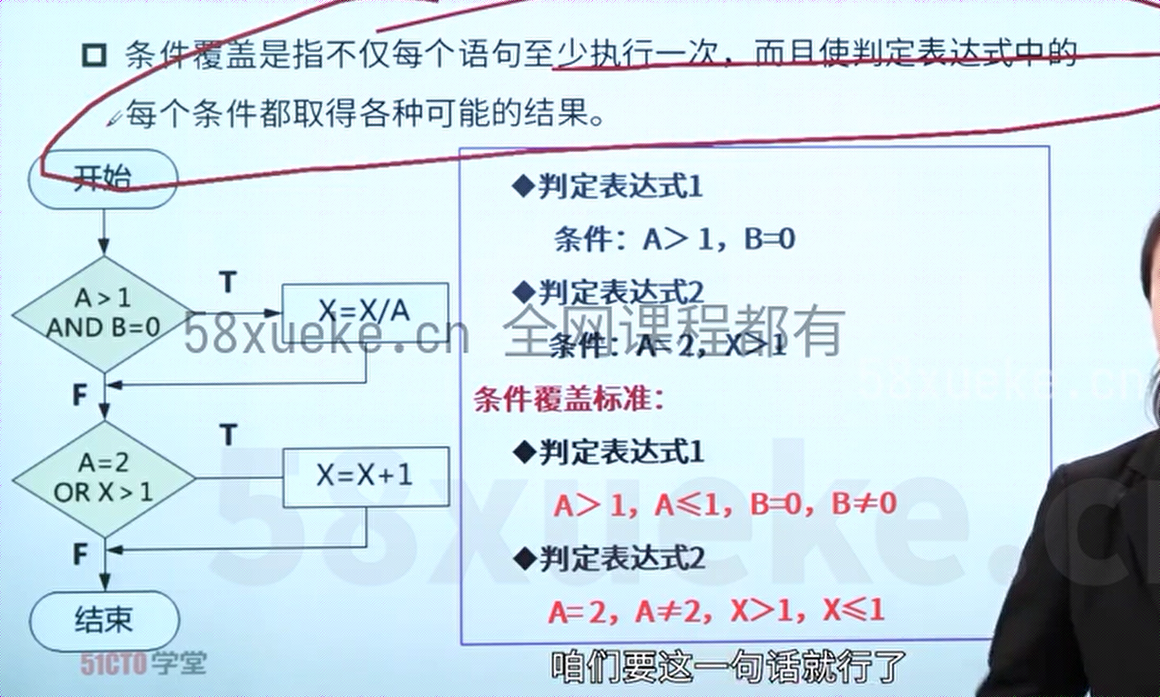 条件覆盖是指不仅每个语句至少执行一次，而且使判定表达式中的
每个条件都取得各种可能的结果。
开始
A>1
AND B=0
T
X=X/A
F
A=2
OR X>1
T
X=X+1
F
结束
◆判定表达式1
条件：A＞1，B=0
◆判定表达式2
条件：A=2，X＞1
条件覆盖标准：
◆判定表达式1
A＞1，A≤1，B=0，B≠0
◆判定表达式2
A=2，A≠2，X＞1，X≤1
58xueke.cn 全网课程都有
58xueke.cn
58xueke.cn
51CTO学堂
咱们要这一句话就行了